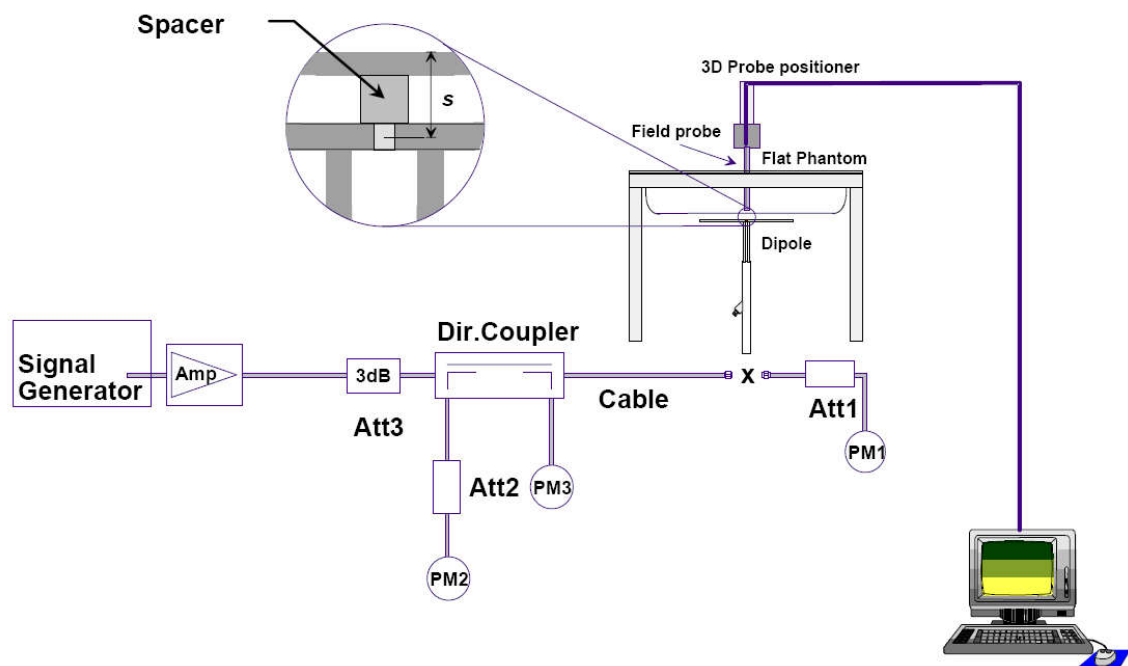 Spacer
s
3D Probe positioner
Field probe
Flat Phantom
Dipole
Dir.Coupler
Signal
Generator
Amp
3dB
Att3
Cable
X
Att1
PM1
Att2
PM3
PM2